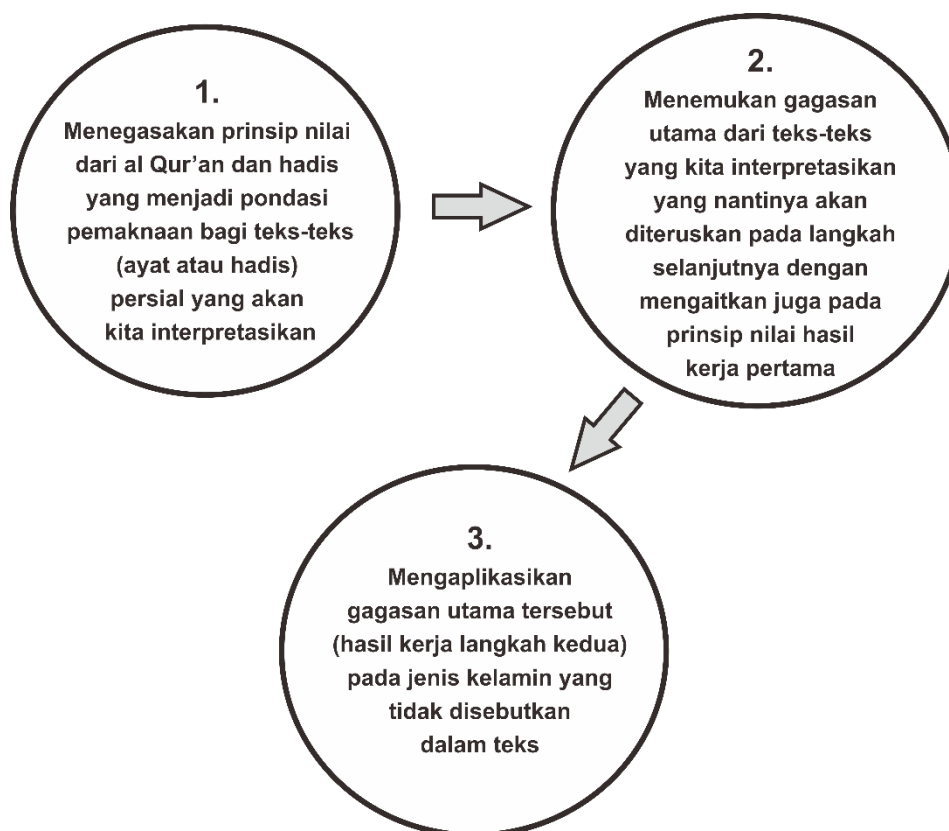 1.
Menegasakan prinsip nilai
dari al Qur’an dan hadis
yang menjadi pondasi
pemaknaan bagi teks-teks
(ayat atau hadis)
persial yang akan
kita interpretasikan
2.
Menemukan gagasan
utama dari teks-teks
yang kita interpretasikan
yang nantinya akan
diteruskan pada langkah
selanjutnya dengan
mengaitkan juga pada
prinsip nilai hasil
kerja pertama
3.
Mengaplikasikan
gagasan utama tersebut
(hasil kerja langkah kedua)
pada jenis kelamin yang
tidak disebutkan
dalam teks